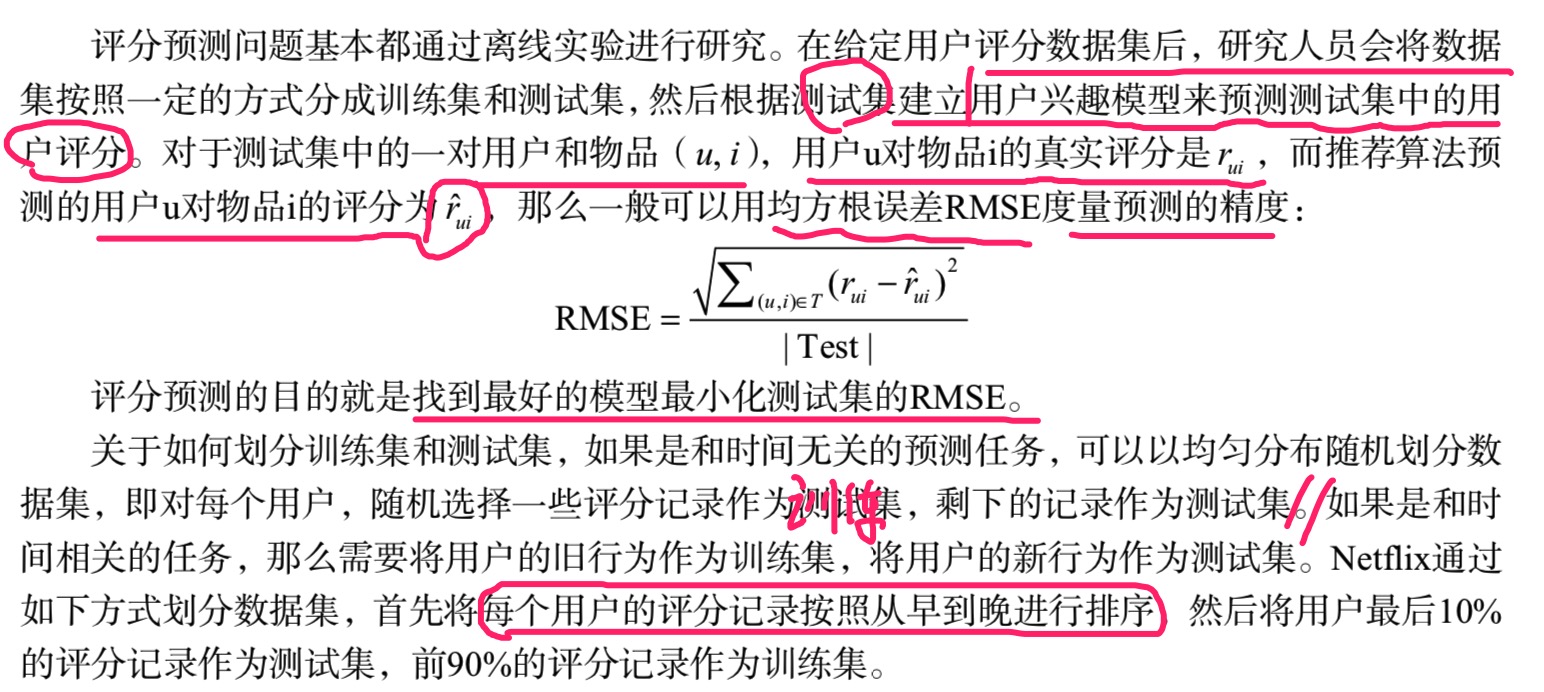 评分预测问题基本都通过离线实验进行研究。在给定用户评分数据集后，研究人员会将数据
集按照一定的方式分成训练集和测试集，然后根据测试集建立用户兴趣模型来预测测试集中的用
户评分。对于测试集中的一对用户和物品（u, i），用户u对物品i的真实评分是r_{ui}，而推荐算法预
测的用户u对物品i的评分为\hat{r}_{ui}，那么一般可以用均方根误差RMSE度量预测的精度：
RMSE = \frac{\sqrt{\sum_{(u,i)\in T}(r_{ui} - \hat{r}_{ui})^2}}{|Test|}
评分预测的目的就是找到最好的模型最小化测试集的RMSE。
关于如何划分训练集和测试集，如果是和时间无关的预测任务，可以以均匀分布随机划分数
据集，即对每个用户，随机选择一些评分记录作为测试集，剩下的记录作为测试集。如果是和时
训练
间相关的任务，那么需要将用户的旧行为作为训练集，将用户的新行为作为测试集。Netflix通过
如下方式划分数据集，首先将每个用户的评分记录按照从早到晚进行排序，然后将用户最后10%
的评分记录作为测试集，前90%的评分记录作为训练集。